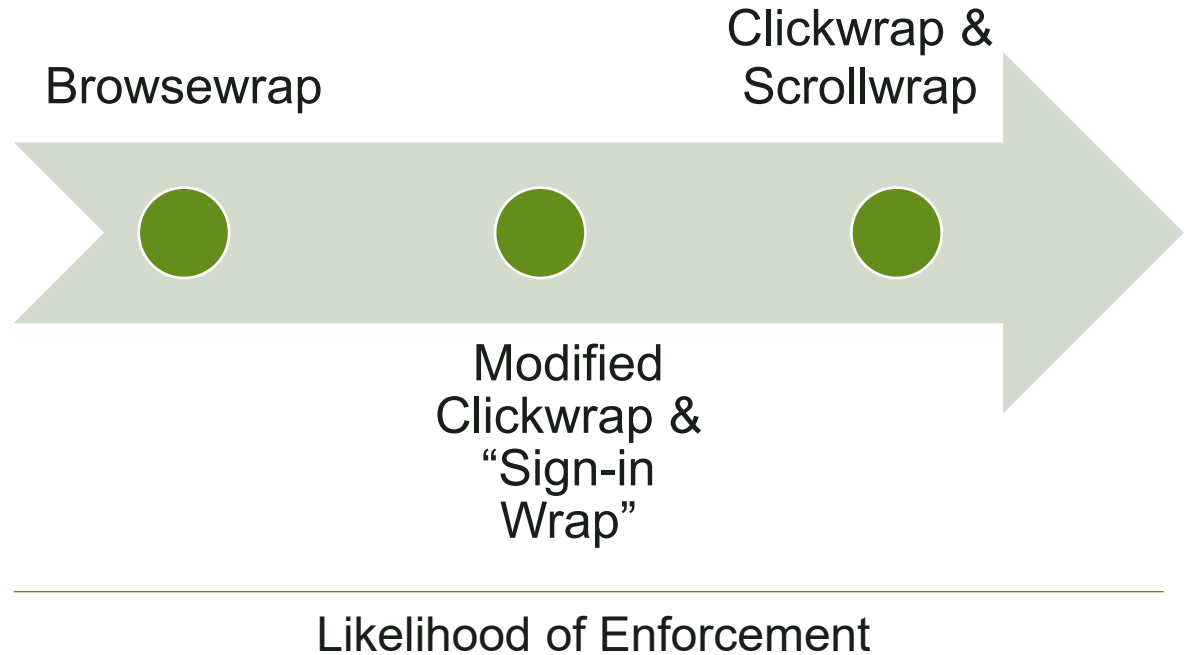 Browsewrap
Clickwrap &
Scrollwrap
Modified
Clickwrap &
“Sign-in
Wrap”
Likelihood of Enforcement